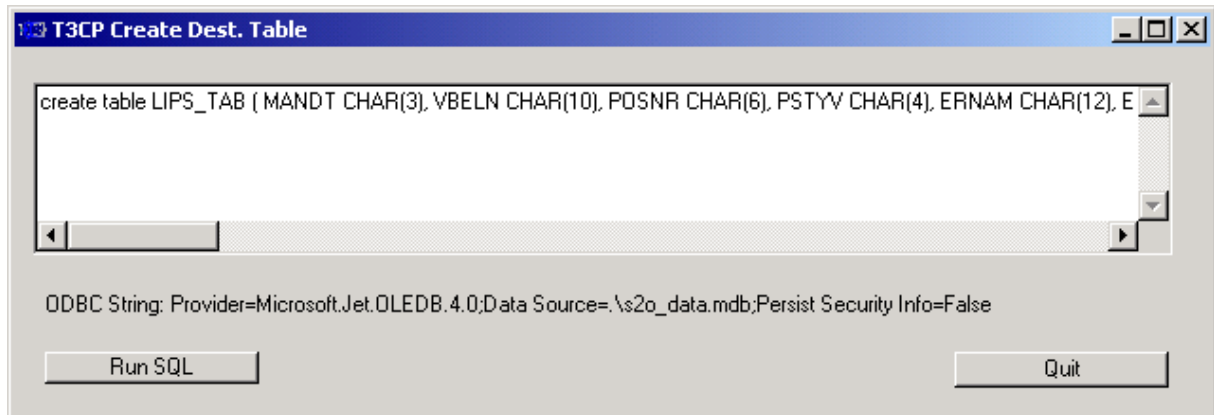 T3CP Create Dest. Table
create table LIPS_TAB ( MANDT CHAR(3), VBELN CHAR(10), POSNR CHAR(6), PSTYV CHAR(4), ERNAM CHAR(12), E
ODBC String: Provider=Microsoft.Jet.OLEDB.4.0;Data Source=.\s2o_data.mdb;Persist Security Info=False
Run SQL
Quit